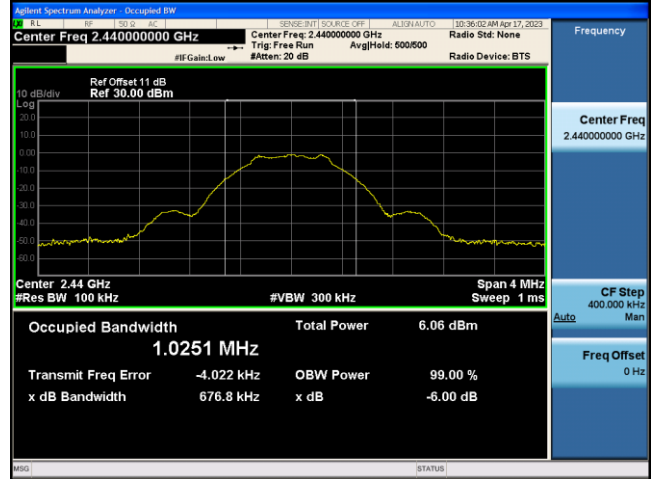 Agilent Spectrum Analyzer - Occupied BW
LXI RL RF 50 Ω AC SENSE:INT SOURCE OFF ALIGNAUTO 10:36:02 AM Apr 17, 2023
Center Freq 2.440000000 GHz
Center Freq: 2.440000000 GHz
Radio Std: None
Trig: Free Run Avg|Hold: 500/500
#IFGain:Low #Atten: 20 dB Radio Device: BTS
Ref Offset 11 dB
10 dB/div Ref 30.00 dBm
Log
20.0
10.0
0.00
-10.0
-20.0
-30.0
-40.0
-50.0
-60.0
Center 2.44 GHz Span 4 MHz
#Res BW 100 kHz #VBW 300 kHz Sweep 1 ms
Occupied Bandwidth Total Power 6.06 dBm
1.0251 MHz
Transmit Freq Error -4.022 kHz OBW Power 99.00 %
x dB Bandwidth 676.8 kHz x dB -6.00 dB
MSG STATUS
Frequency
Center Freq
2.440000000 GHz
CF Step
400.000 kHz
Auto Man
Freq Offset
0 Hz